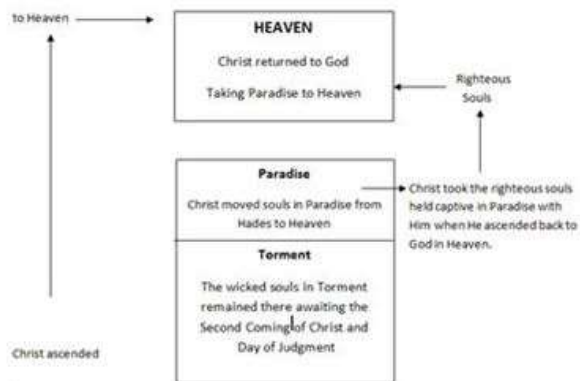 to Heaven
HEAVEN
Christ returned to God
Taking Paradise to Heaven
Righteous
Souls
Paradise
Christ moved souls in Paradise from
Hades to Heaven
Christ took the righteous souls
held captive in Paradise with
Him when He ascended back to
God in Heaven.
Torment
The wicked souls in Torment
remained there awaiting the
Second Coming of Christ and
Day of Judgment
Christ ascended